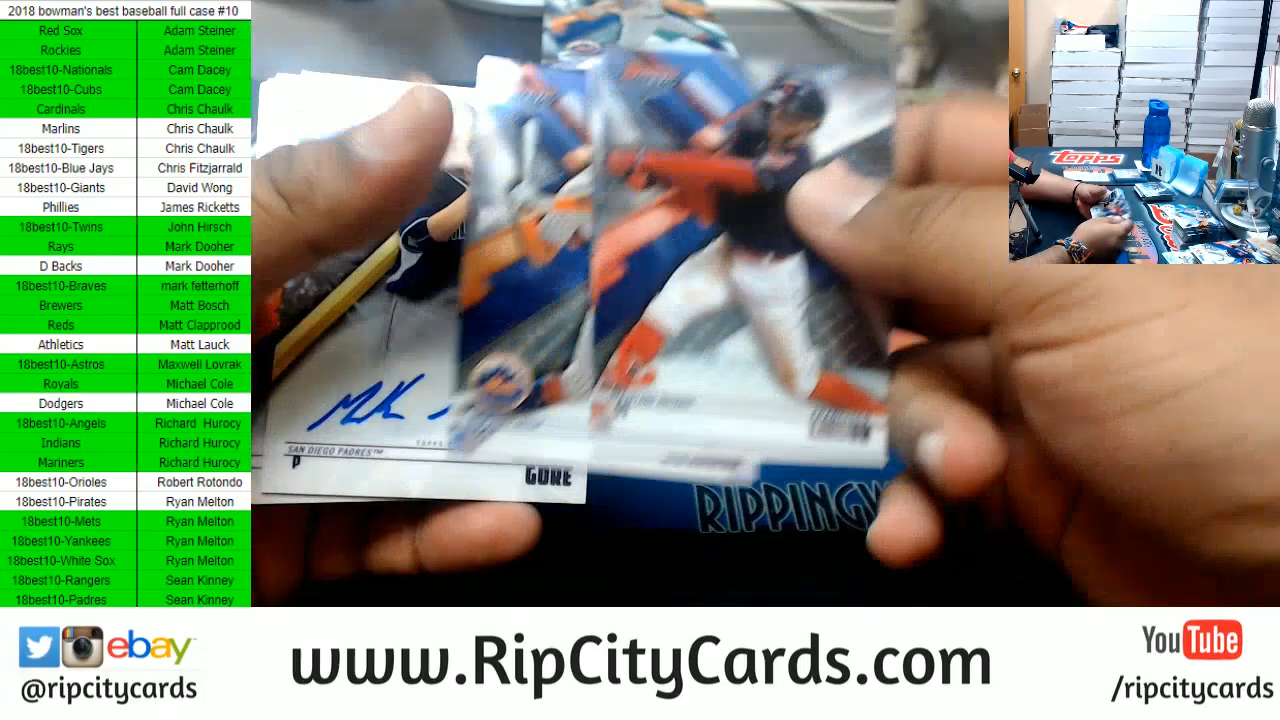 2018 bowman's best baseball full case #10
Red Sox Adam Steiner
Rockies Adam Steiner
18best10-Nationals Cam Dacey
18best10-Cubs Cam Dacey
Cardinals Chris Chaulk
Marlins Chris Chaulk
18best10-Tigers Chris Chaulk
18best10-Blue Jays Chris Fitzjarrald
18best10-Giants David Wong
Phillies James Ricketts
18best10-Twins John Hirsch
Rays Mark Dooher
D Backs Mark Dooher
18best10-Braves mark fetterhoff
Brewers Matt Bosch
Reds Matt Clapprood
Athletics Matt Lauck
18best10-Astros Maxwell Lovrak
Royals Michael Cole
Dodgers Michael Cole
18best10-Angels Richard Hurocy
Indians Richard Hurocy
Mariners Richard Hurocy
18best10-Orioles Robert Rotondo
18best10-Pirates Ryan Melton
18best10-Mets Ryan Melton
18best10-Yankees Ryan Melton
18best10-White Sox Ryan Melton
18best10-Rangers Sean Kinney
18best10-Padres Sean Kinney
TOPPS
SAN DIEGO PADRES™
P
GORE
RIPPING
topps
ebay
@ripcitycards
www.RipCityCards.com
YouTube
/ripcitycards